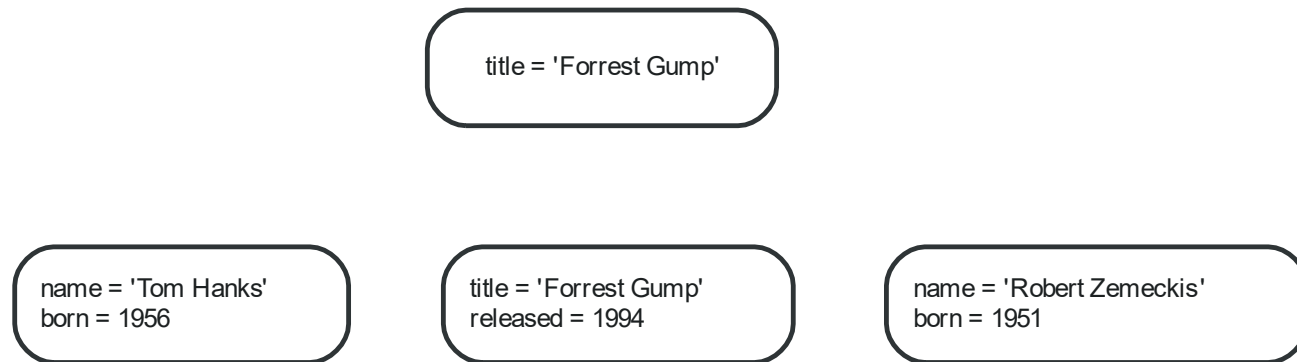 title = 'Forrest Gump'
name = 'Tom Hanks'
born = 1956
title = 'Forrest Gump'
released = 1994
name = 'Robert Zemeckis'
born = 1951